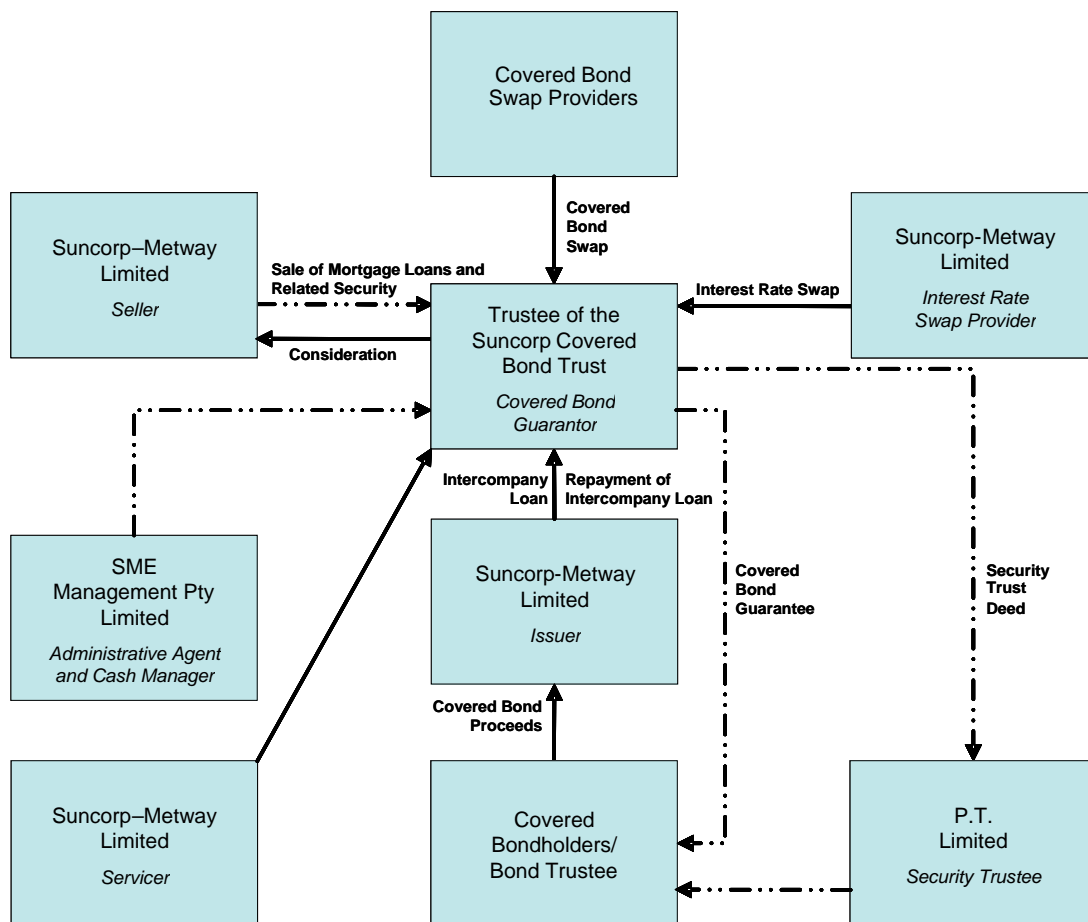 Covered Bond
Swap Providers
Covered
Bond
Swap
Suncorp–Metway
Limited
Seller
Sale of Mortgage Loans and
Related Security
Consideration
Trustee of the
Suncorp Covered
Bond Trust
Covered Bond
Guarantor
Interest Rate Swap
Suncorp-Metway
Limited
Interest Rate
Swap Provider
Intercompany
Loan
Repayment of
Intercompany Loan
SME
Management Pty
Limited
Administrative Agent
and Cash Manager
Suncorp-Metway
Limited
Issuer
Covered
Bond
Guarantee
Security
Trust
Deed
Covered Bond
Proceeds
Suncorp–Metway
Limited
Servicer
Covered
Bondholders/
Bond Trustee
P.T.
Limited
Security Trustee